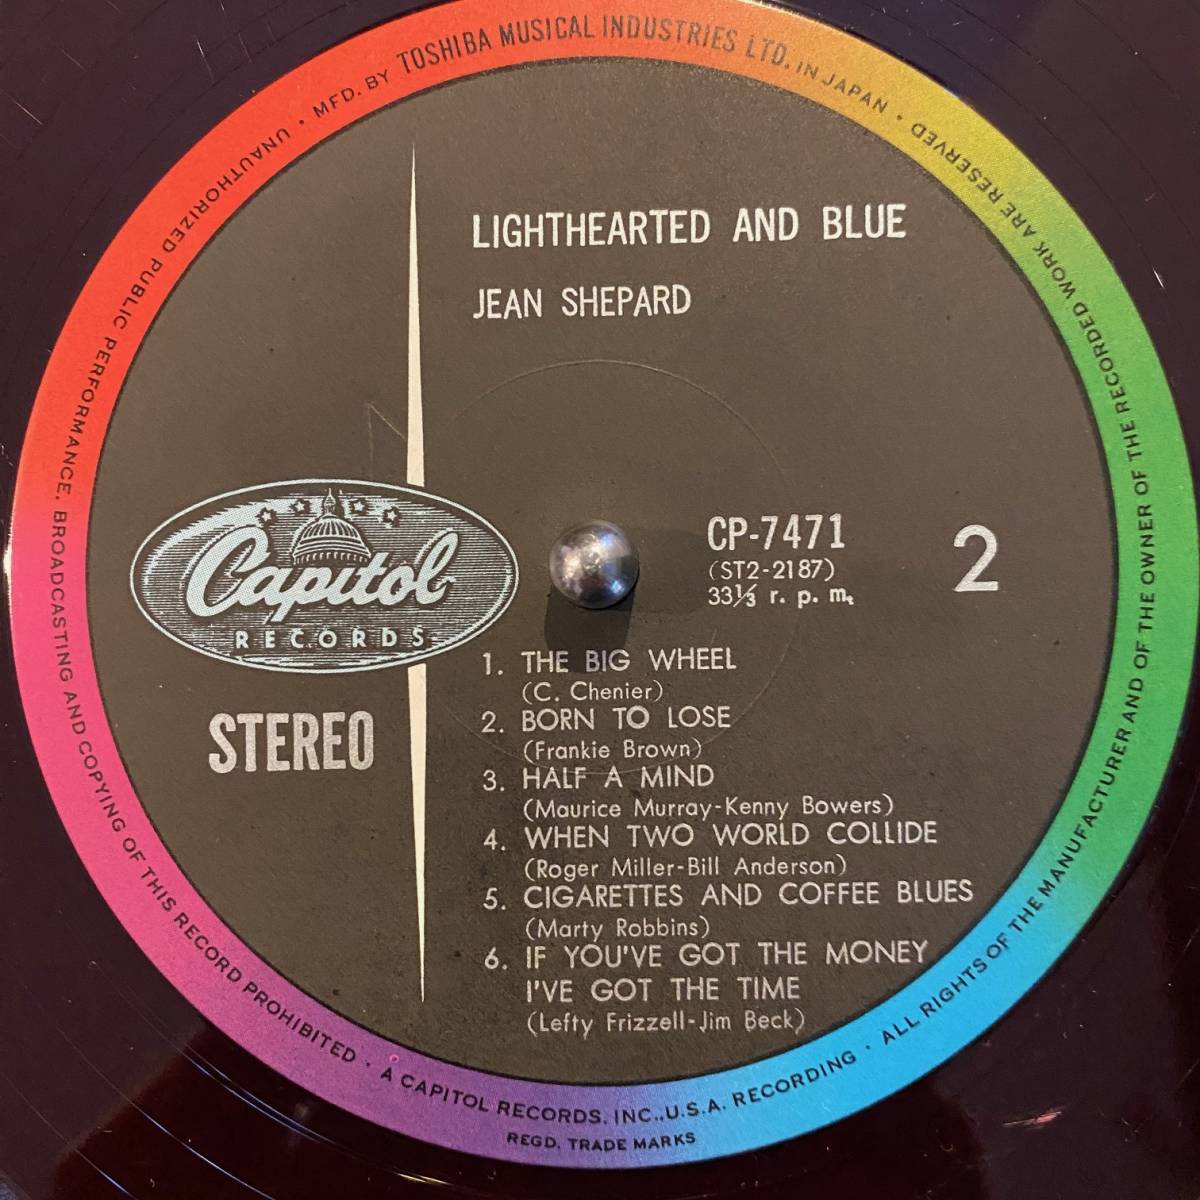 LIGHTHEARTED AND BLUE
JEAN SHEPARD
Capitol
RECORDS
STEREO
CP-7471
(ST2-2187)
33⅓ r. p. m.
2
1. THE BIG WHEEL
(C. Chenier)
2. BORN TO LOSE
(Frankie Brown)
3. HALF A MIND
(Maurice Murray-Kenny Bowers)
4. WHEN TWO WORLD COLLIDE
(Roger Miller-Bill Anderson)
5. CIGARETTES AND COFFEE BLUES
(Marty Robbins)
6. IF YOU'VE GOT THE MONEY
I'VE GOT THE TIME
(Lefty Frizzell-Jim Beck)
MFD. BY TOSHIBA MUSICAL INDUSTRIES LTD. IN JAPAN · ALL RIGHTS OF THE MANUFACTURER AND OF THE OWNER OF THE RECORDED WORK ARE RESERVED ·
UNAUTHORIZED PUBLIC PERFORMANCE, BROADCASTING AND COPYING OF THIS RECORD PROHIBITED · A CAPITOL RECORDS, INC., U.S.A. RECORDING ·
REGD. TRADE MARKS